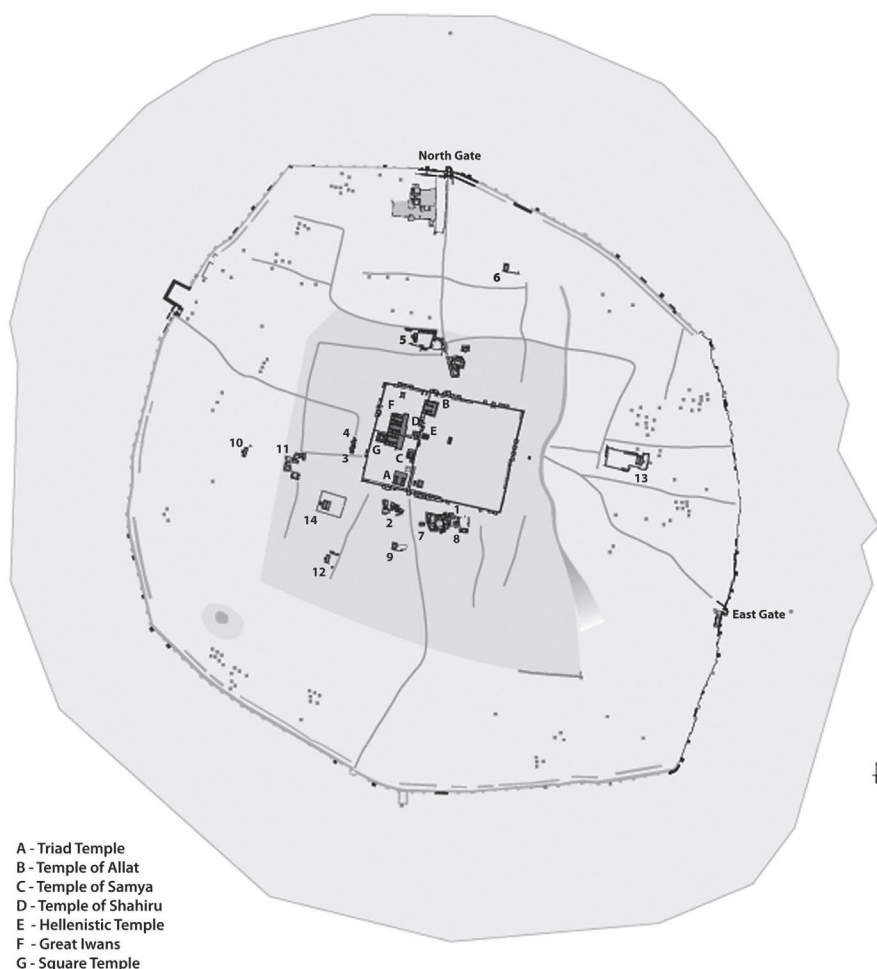 North Gate
6
5
B
F
D
E
4
G
10
11
3
C
13
A
14
1
2
7
8
9
12
East Gate
A - Triad Temple
B - Temple of Allat
C - Temple of Samya
D - Temple of Shahiru
E - Hellenistic Temple
F - Great Iwans
G - Square Temple